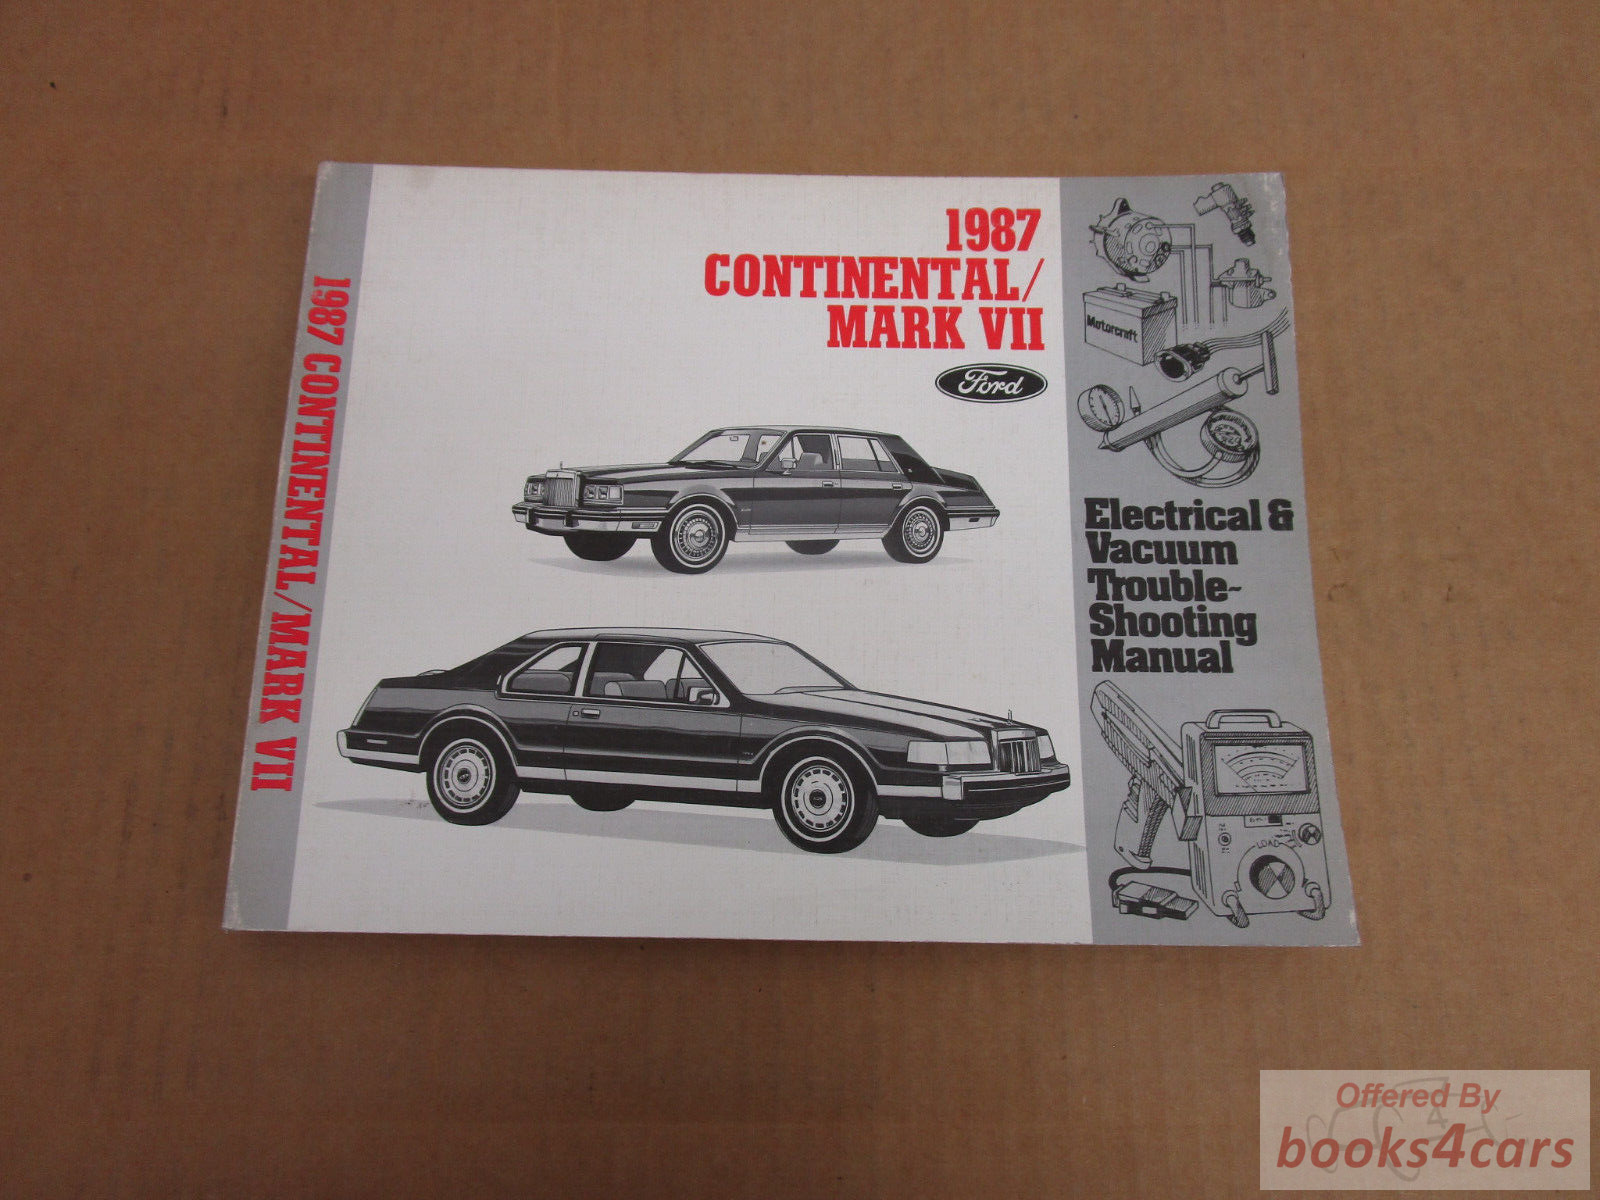 1987
CONTINENTAL/
MARK VII
Ford
1987 CONTINENTAL/MARK VII
Motorcraft
Electrical &
Vacuum
Trouble-
Shooting
Manual
LOAD
Offered By
books4cars